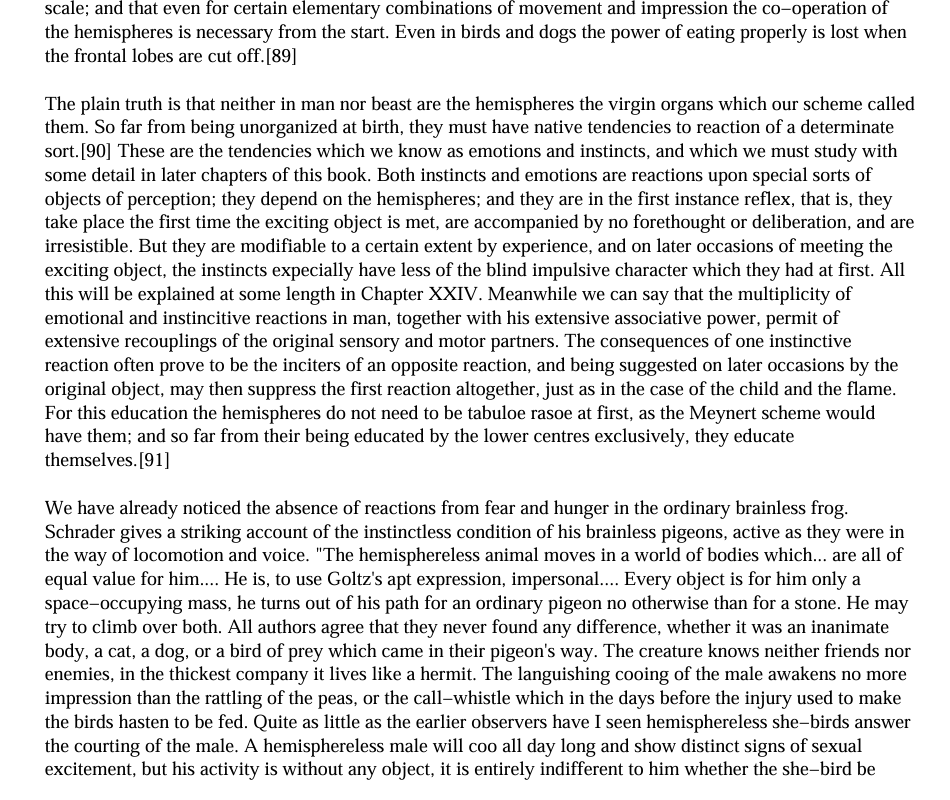 scale; and that even for certain elementary combinations of movement and impression the co−operation of
the hemispheres is necessary from the start. Even in birds and dogs the power of eating properly is lost when
the frontal lobes are cut off.[89]
The plain truth is that neither in man nor beast are the hemispheres the virgin organs which our scheme called
them. So far from being unorganized at birth, they must have native tendencies to reaction of a determinate
sort.[90] These are the tendencies which we know as emotions and instincts, and which we must study with
some detail in later chapters of this book. Both instincts and emotions are reactions upon special sorts of
objects of perception; they depend on the hemispheres; and they are in the first instance reflex, that is, they
take place the first time the exciting object is met, are accompanied by no forethought or deliberation, and are
irresistible. But they are modifiable to a certain extent by experience, and on later occasions of meeting the
exciting object, the instincts expecially have less of the blind impulsive character which they had at first. All
this will be explained at some length in Chapter XXIV. Meanwhile we can say that the multiplicity of
emotional and instincitive reactions in man, together with his extensive associative power, permit of
extensive recouplings of the original sensory and motor partners. The consequences of one instinctive
reaction often prove to be the inciters of an opposite reaction, and being suggested on later occasions by the
original object, may then suppress the first reaction altogether, just as in the case of the child and the flame.
For this education the hemispheres do not need to be tabuloe rasoe at first, as the Meynert scheme would
have them; and so far from their being educated by the lower centres exclusively, they educate
themselves.[91]
We have already noticed the absence of reactions from fear and hunger in the ordinary brainless frog.
Schrader gives a striking account of the instinctless condition of his brainless pigeons, active as they were in
the way of locomotion and voice. "The hemisphereless animal moves in a world of bodies which... are all of
equal value for him.... He is, to use Goltz's apt expression, impersonal.... Every object is for him only a
space−occupying mass, he turns out of his path for an ordinary pigeon no otherwise than for a stone. He may
try to climb over both. All authors agree that they never found any difference, whether it was an inanimate
body, a cat, a dog, or a bird of prey which came in their pigeon's way. The creature knows neither friends nor
enemies, in the thickest company it lives like a hermit. The languishing cooing of the male awakens no more
impression than the rattling of the peas, or the call−whistle which in the days before the injury used to make
the birds hasten to be fed. Quite as little as the earlier observers have I seen hemisphereless she−birds answer
the courting of the male. A hemisphereless male will coo all day long and show distinct signs of sexual
excitement, but his activity is without any object, it is entirely indifferent to him whether the she−bird be